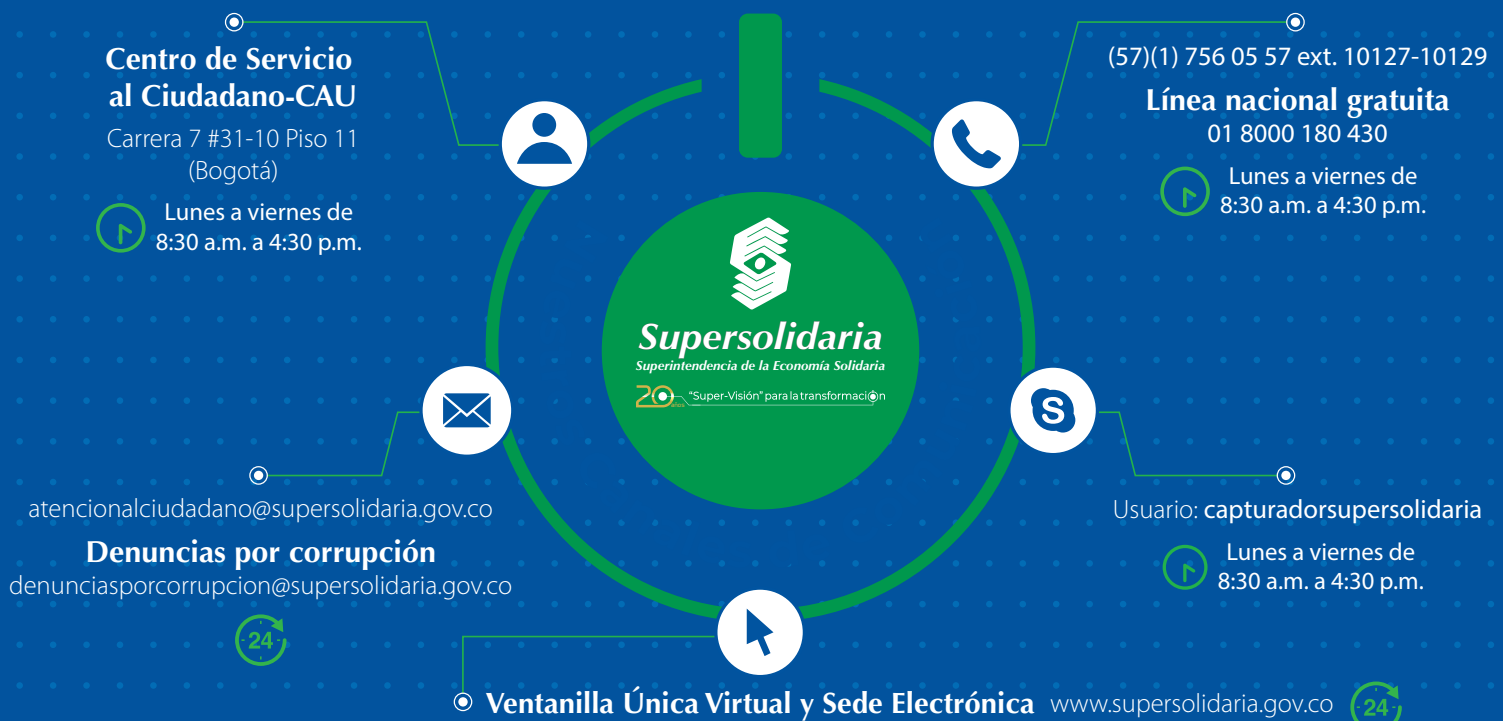 Centro de Servicio
al Ciudadano-CAU
Carrera 7 #31-10 Piso 11
(Bogotá)
Lunes a viernes de
8:30 a.m. a 4:30 p.m.
(57)(1) 756 05 57 ext. 10127-10129
Línea nacional gratuita
01 8000 180 430
Lunes a viernes de
8:30 a.m. a 4:30 p.m.
Supersolidaria
Superintendencia de la Economía Solidaria
20 años "Super-Visión" para la transformación
S
atencionalciudadano@supersolidaria.gov.co
Denuncias por corrupción
denunciasporcorrupcion@supersolidaria.gov.co
24
Usuario: capturadorsupersolidaria
Lunes a viernes de
8:30 a.m. a 4:30 p.m.
Ventanilla Única Virtual y Sede Electrónica www.supersolidaria.gov.co 24